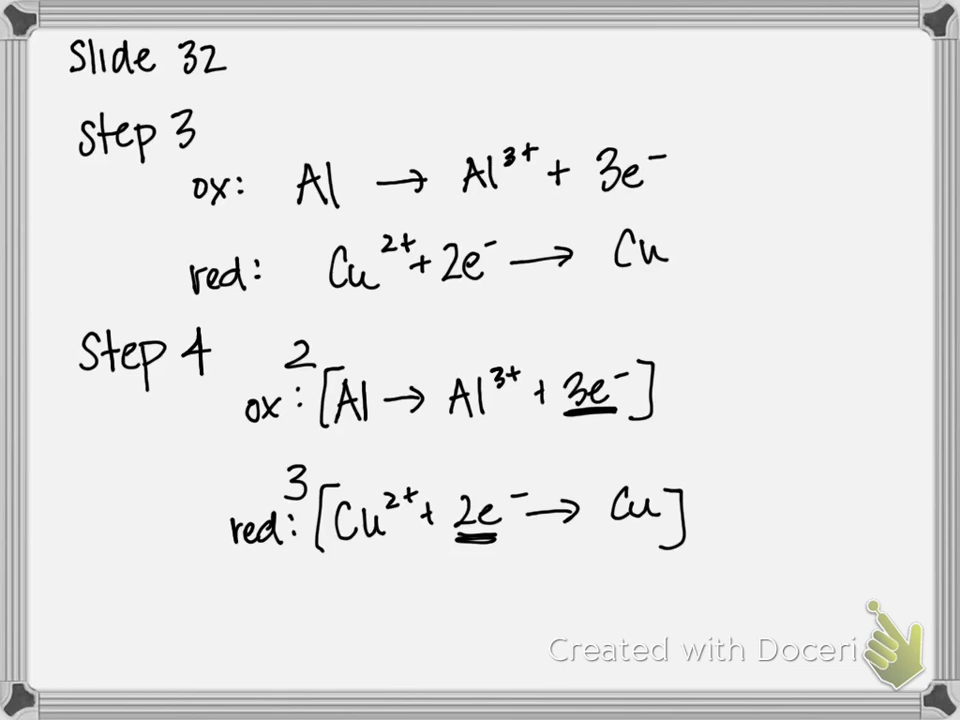 Slide 32
Step 3
ox: Al → Al³⁺ + 3e⁻
red: Cu²⁺ + 2e⁻ → Cu
Step 4
ox: 2[Al → Al³⁺ + 3e⁻]
red: 3[Cu²⁺ + 2e⁻ → Cu]
Created with Doceri